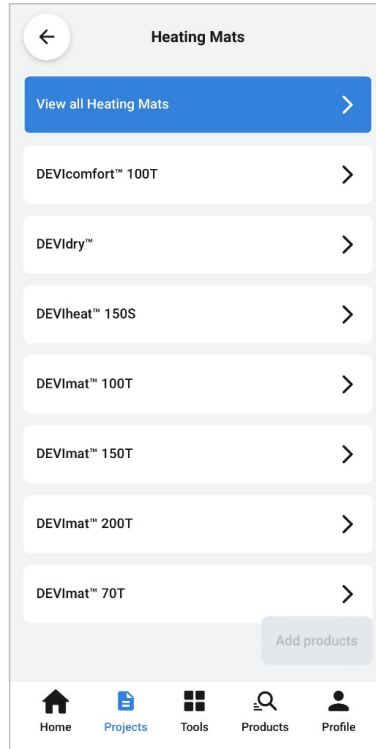 Heating Mats
View all Heating Mats
DEVIcomfort™ 100T
DEVIdry™
DEVIheat™ 150S
DEVImat™ 100T
DEVImat™ 150T
DEVImat™ 200T
DEVImat™ 70T
Add products
Home Projects Tools Products Profile